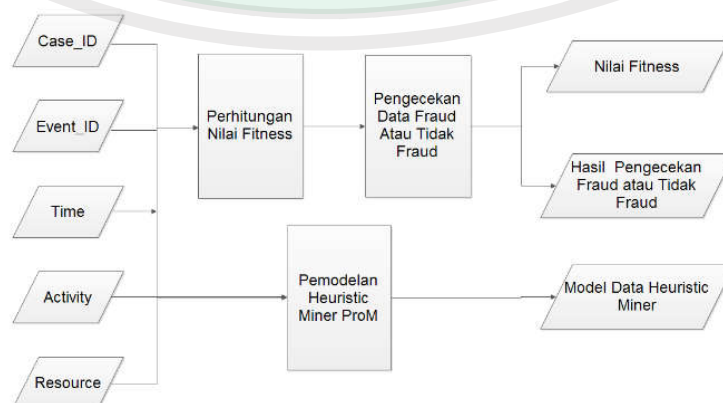 Case_ID
Event_ID
Time
Activity
Resource
Perhitungan
Nilai Fitness
Pengecekan
Data Fraud
Atau Tidak
Fraud
Nilai Fitness
Hasil Pengecekan
Fraud atau Tidak
Fraud
Pemodelan
Heuristic
Miner ProM
Model Data Heuristic
Miner